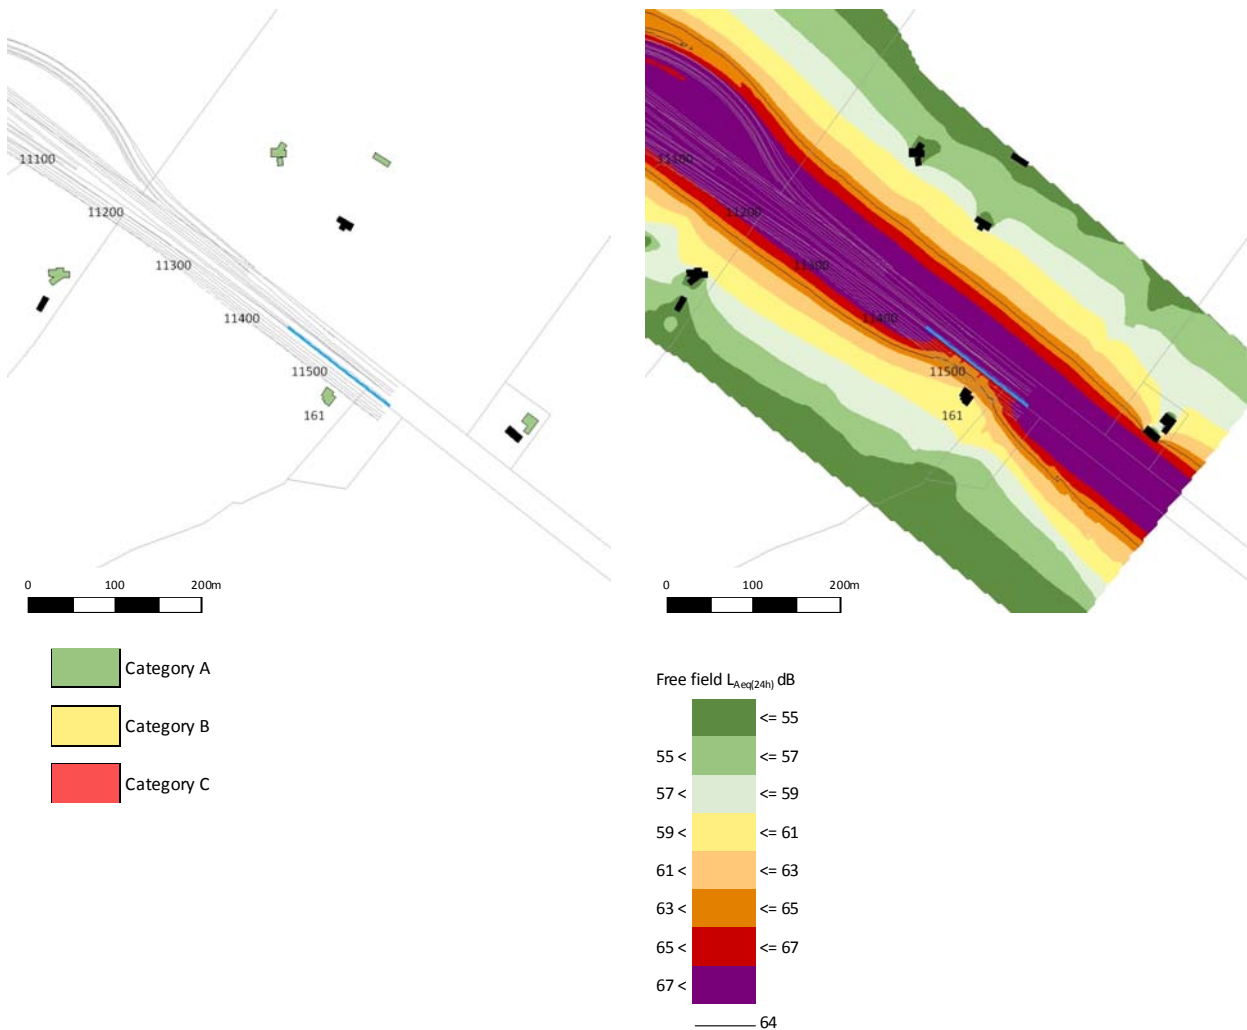 11100
11200
11300
11400
11500
161
0 100 200m
Category A
Category B
Category C
11100
11200
11300
11400
11500
161
0 100 200m
Free field LAeq(24h) dB
<= 55
55 < <= 57
57 < <= 59
59 < <= 61
61 < <= 63
63 < <= 65
65 < <= 67
67 <
64